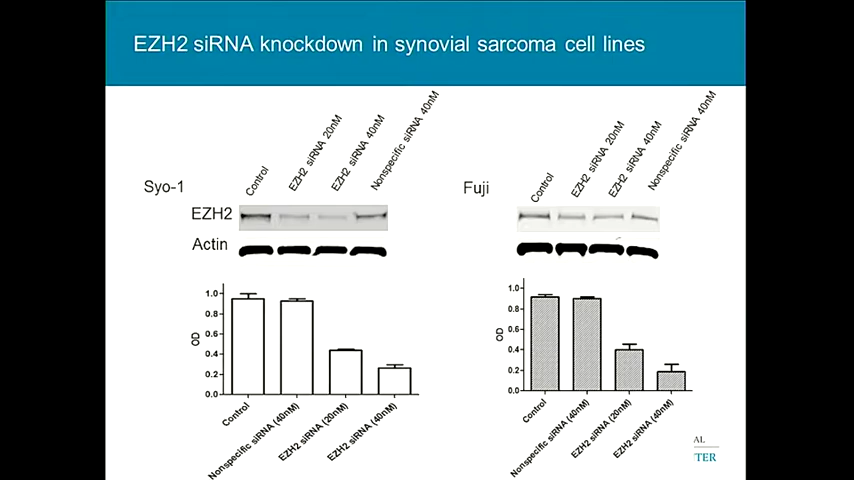 EZH2 siRNA knockdown in synovial sarcoma cell lines
Syo-1
Control
EZH2 siRNA 20nM
EZH2 siRNA 40nM
Nonspecific siRNA 40nM
EZH2
Actin
OD
1.0
0.8
0.6
0.4
0.2
0.0
Control
Nonspecific siRNA (40nM)
EZH2 siRNA (20nM)
EZH2 siRNA (40nM)
Fuji
Control
EZH2 siRNA 20nM
EZH2 siRNA 40nM
Nonspecific siRNA 40nM
OD
1.0
0.8
0.6
0.4
0.2
0.0
Control
Nonspecific siRNA (40nM)
EZH2 siRNA (20nM)
EZH2 siRNA (40nM)
AL
TER